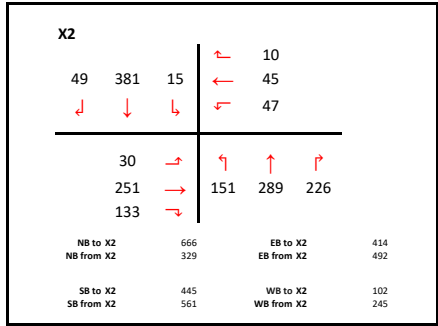 X2
10
49 381 15 45
47
30
251 151 289 226
133
NB to X2 666 EB to X2 414
NB from X2 329 EB from X2 492
SB to X2 445 WB to X2 102
SB from X2 561 WB from X2 245